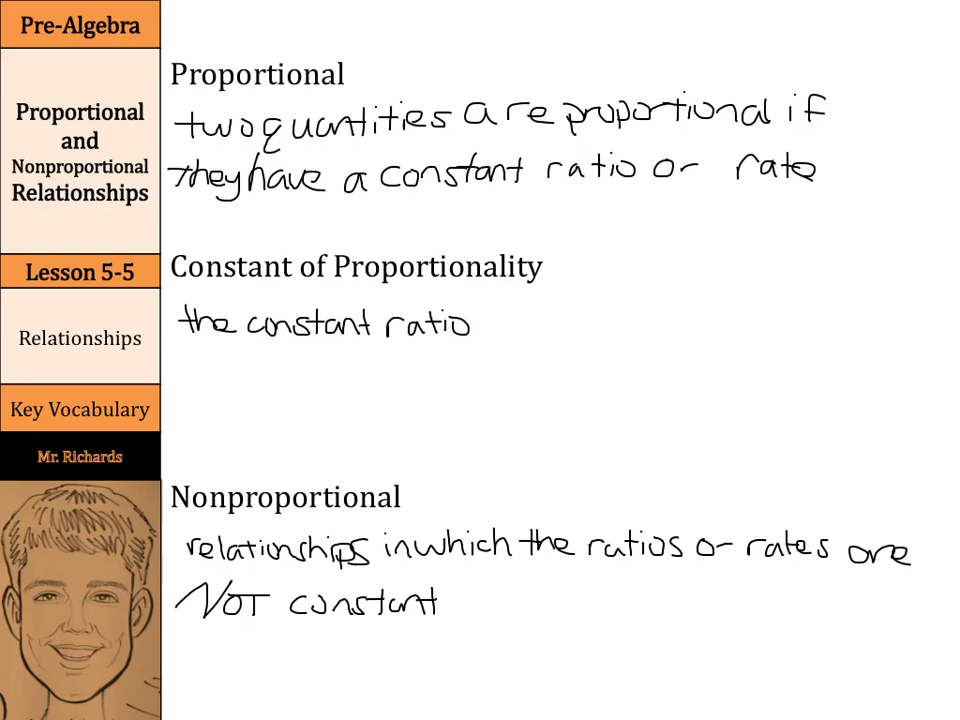 Pre-Algebra
Proportional
and
Nonproportional
Relationships
Lesson 5-5
Relationships
Key Vocabulary
Mr. Richards
Proportional
two quantities are proportional if
they have a constant ratio or rate
Constant of Proportionality
the constant ratio
Nonproportional
relationships in which the ratios or rates are
NOT constant